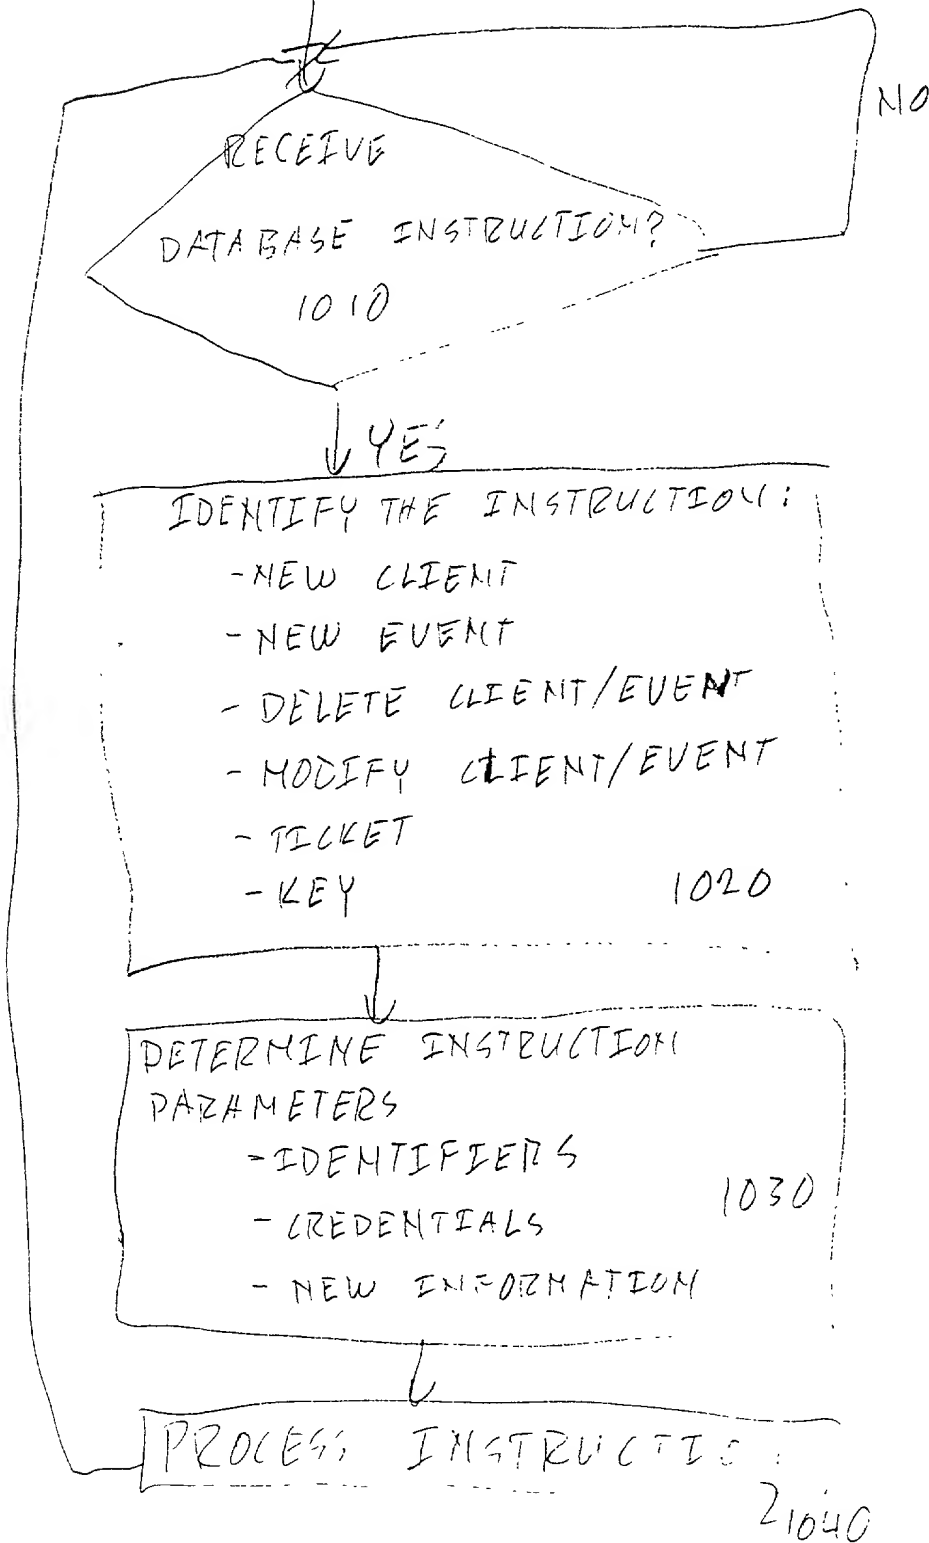 NO
RECEIVE
DATABASE INSTRUCTION?
1010
YES
IDENTIFY THE INSTRUCTION:
- NEW CLIENT
- NEW EVENT
- DELETE CLIENT/EVENT
- MODIFY CLIENT/EVENT
- TICKET
- KEY 1020
DETERMINE INSTRUCTION
PARAMETERS
- IDENTIFIERS
- CREDENTIALS 1030
- NEW INFORMATION
PROCESS
1040